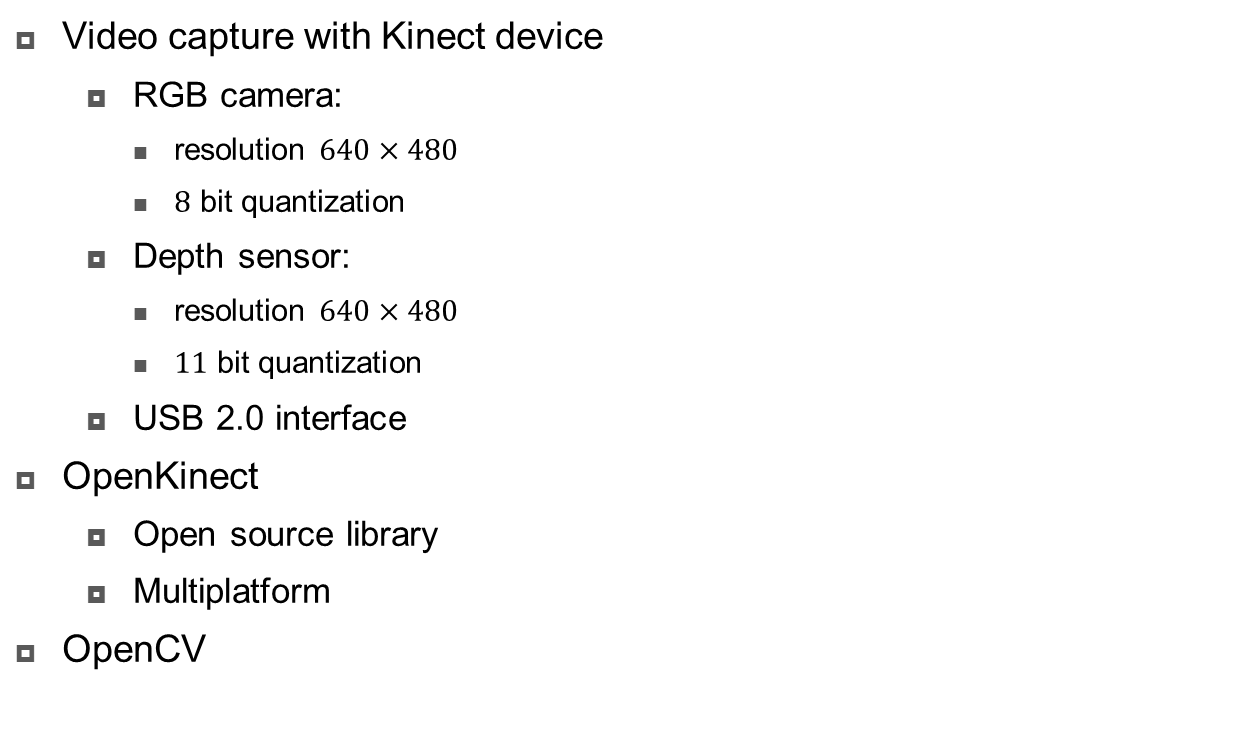 Video capture with Kinect device
RGB camera:
resolution 640 × 480
8 bit quantization
Depth sensor:
resolution 640 × 480
11 bit quantization
USB 2.0 interface
OpenKinect
Open source library
Multiplatform
OpenCV